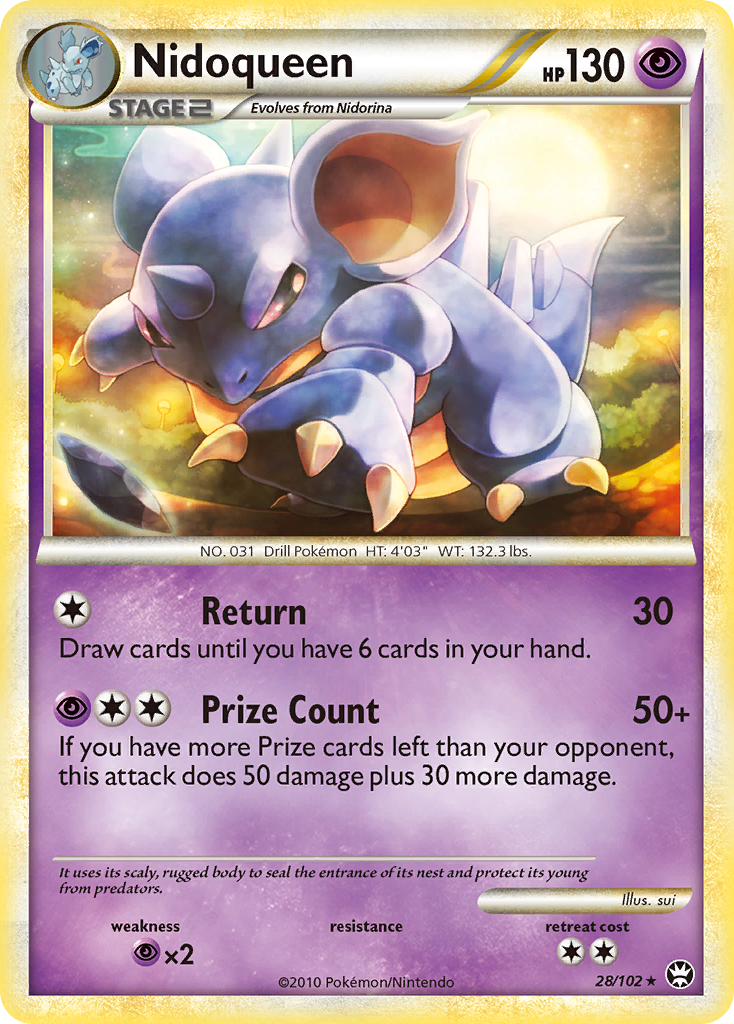 Nidoqueen
HP 130
STAGE 2
Evolves from Nidorina
NO. 031 Drill Pokémon HT: 4'03" WT: 132.3 lbs.
Return 30
Draw cards until you have 6 cards in your hand.
Prize Count 50+
If you have more Prize cards left than your opponent,
this attack does 50 damage plus 30 more damage.
It uses its scaly, rugged body to seal the entrance of its nest and protect its young
from predators.
Illus. sui
weakness resistance retreat cost
×2
©2010 Pokémon/Nintendo
28/102 ★